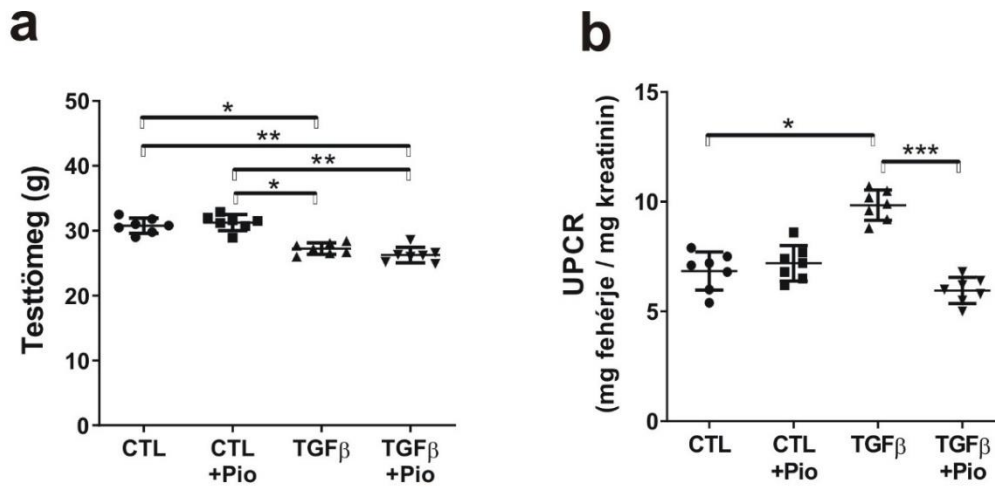 a
Testtömeg (g)
50
40
30
20
10
0
*
**
**
*
CTL
CTL
+Pio
TGFβ
TGFβ
+Pio
b
UPCR
(mg fehérje / mg kreatinin)
15
10
5
0
*
***
CTL
CTL
+Pio
TGFβ
TGFβ
+Pio